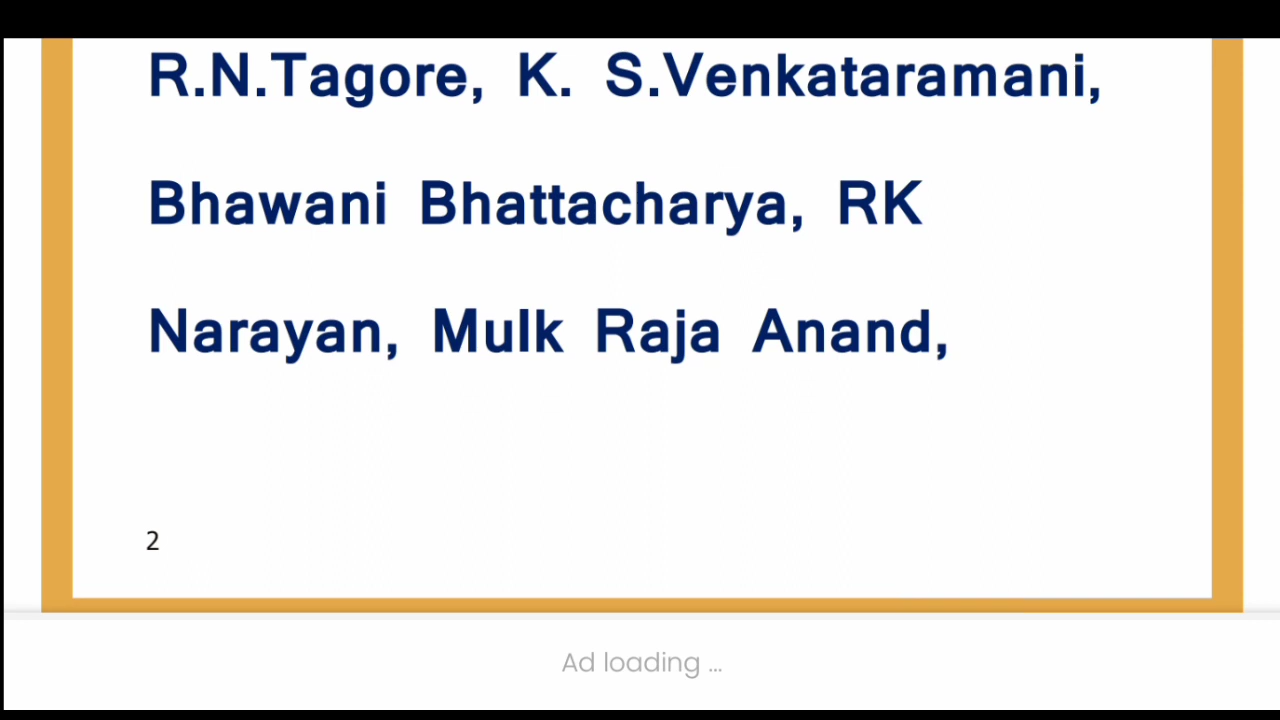 R.N.Tagore, K. S.Venkataramani,
Bhawani Bhattacharya, RK
Narayan, Mulk Raja Anand,
2
Ad loading ...